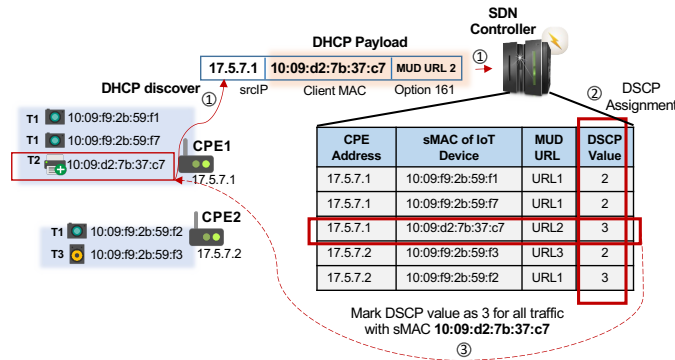 SDN
Controller
DHCP Payload
①
17.5.7.1 10:09:d2:7b:37:c7 MUD URL 2
srcIP Client MAC Option 161
DHCP discover
①
② DSCP
Assignment
T1 10:09:f9:2b:59:f1
T1 10:09:f9:2b:59:f7
T2 10:09:d2:7b:37:c7
CPE1
17.5.7.1
CPE2
T1 10:09:f9:2b:59:f2
T3 10:09:f9:2b:59:f3
17.5.7.2
CPE Address sMAC of IoT Device MUD URL DSCP Value
17.5.7.1 10:09:f9:2b:59:f1 URL1 2
17.5.7.1 10:09:f9:2b:59:f7 URL1 2
17.5.7.1 10:09:d2:7b:37:c7 URL2 3
17.5.7.2 10:09:f9:2b:59:f3 URL3 2
17.5.7.2 10:09:f9:2b:59:f2 URL1 3
Mark DSCP value as 3 for all traffic
with sMAC 10:09:d2:7b:37:c7
③